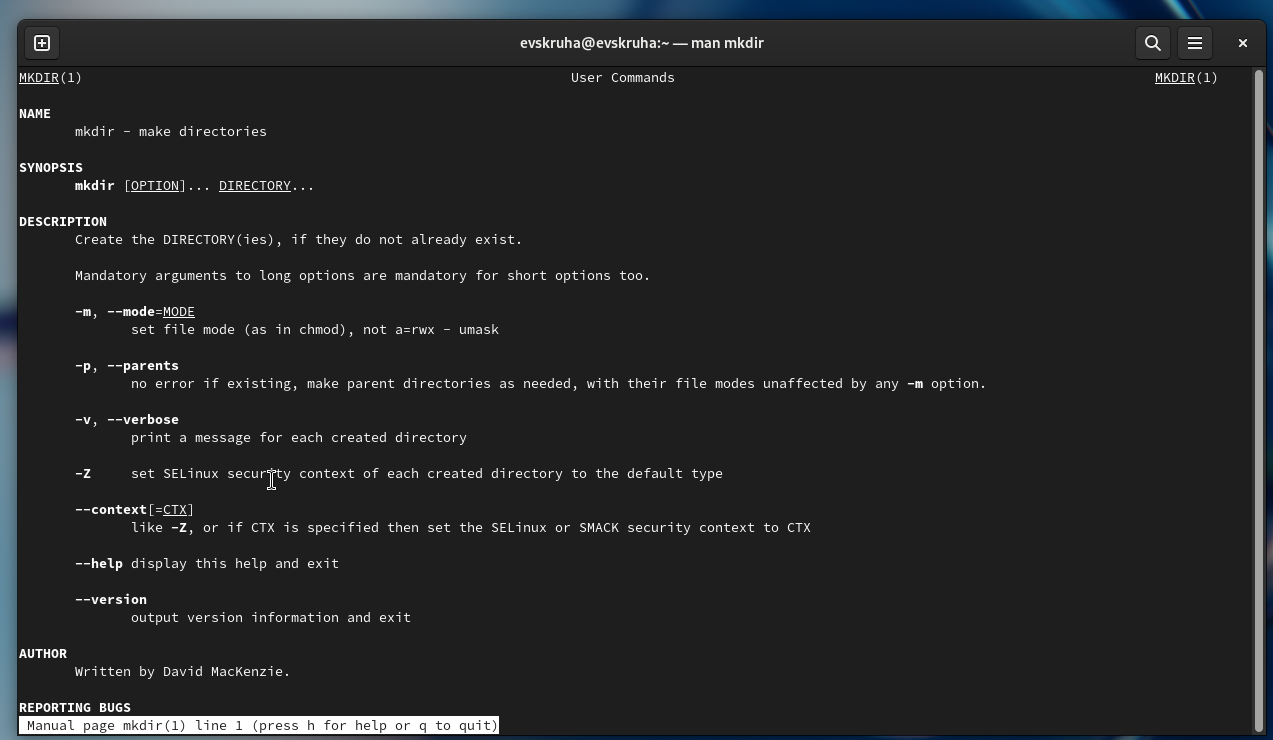 evskruha@evskruha:~ — man mkdir
MKDIR(1) User Commands MKDIR(1)
NAME
mkdir - make directories
SYNOPSIS
mkdir [OPTION]... DIRECTORY...
DESCRIPTION
Create the DIRECTORY(ies), if they do not already exist.
Mandatory arguments to long options are mandatory for short options too.
-m, --mode=MODE
set file mode (as in chmod), not a=rwx - umask
-p, --parents
no error if existing, make parent directories as needed, with their file modes unaffected by any -m option.
-v, --verbose
print a message for each created directory
-Z set SELinux security context of each created directory to the default type
--context[=CTX]
like -Z, or if CTX is specified then set the SELinux or SMACK security context to CTX
--help display this help and exit
--version
output version information and exit
AUTHOR
Written by David MacKenzie.
REPORTING BUGS
Manual page mkdir(1) line 1 (press h for help or q to quit)